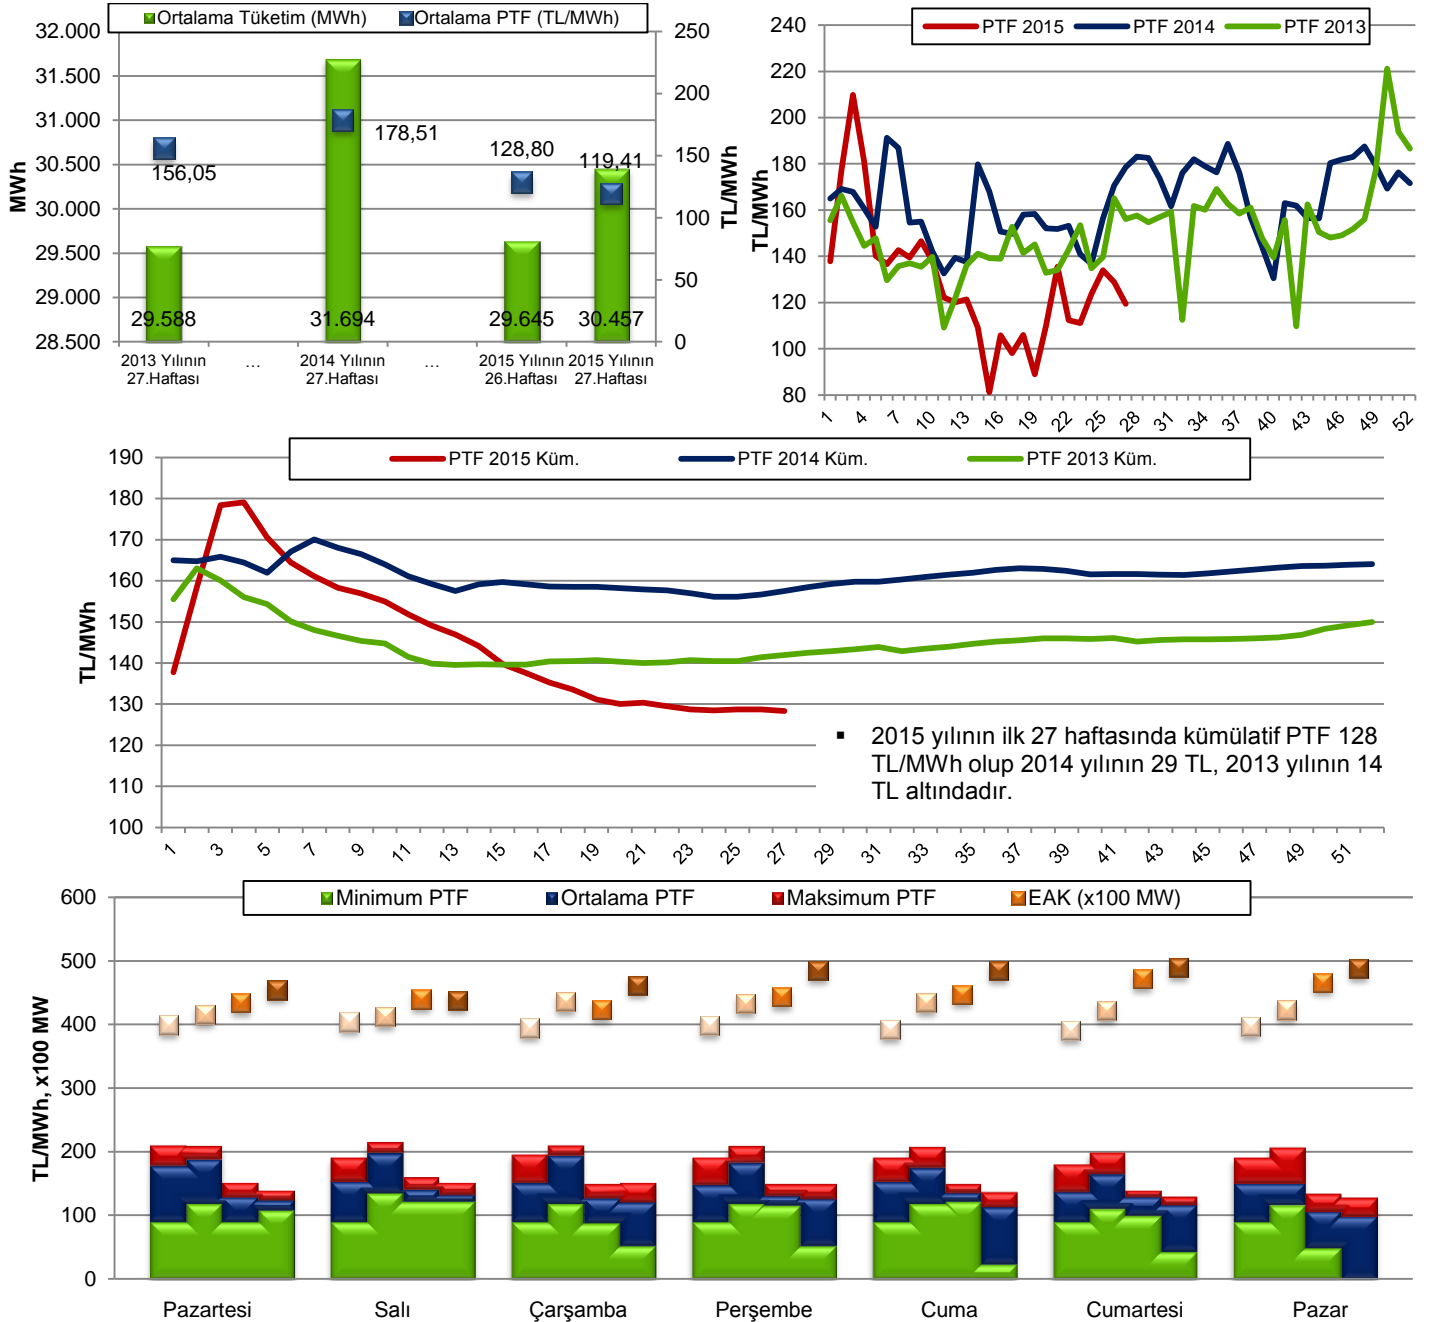 Ortalama Tüketim (MWh) Ortalama PTF (TL/MWh)
32.000
31.500
31.000
30.500
30.000
29.500
29.000
28.500
MWh
250
200
150
100
50
0
TL/MWh
156,05
178,51
128,80
119,41
29.588
31.694
29.645
30.457
2013 Yılının
27.Haftası
...
2014 Yılının
27.Haftası
...
2015 Yılının
26.Haftası
2015 Yılının
27.Haftası
PTF 2015 PTF 2014 PTF 2013
240
220
200
180
160
140
120
100
80
TL/MWh
1 4 7 10 13 16 19 22 25 28 31 34 37 40 43 46 49 52
PTF 2015 Küm. PTF 2014 Küm. PTF 2013 Küm.
190
180
170
160
150
140
130
120
110
100
TL/MWh
1 3 5 7 9 11 13 15 17 19 21 23 25 27 29 31 33 35 37 39 41 43 45 47 49 51
▪ 2015 yılının ilk 27 haftasında kümülatif PTF 128
TL/MWh olup 2014 yılının 29 TL, 2013 yılının 14
TL altındadır.
Minimum PTF Ortalama PTF Maksimum PTF EAK (x100 MW)
600
500
400
300
200
100
0
TL/MWh, x100 MW
Pazartesi Salı Çarşamba Perşembe Cuma Cumartesi Pazar